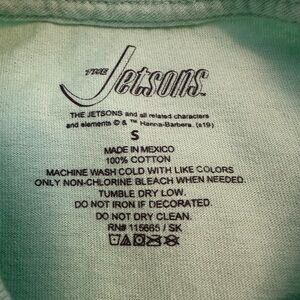 THE Jetsons™
THE JETSONS and all related characters
and elements © & ™ Hanna-Barbera. (s19)
S
MADE IN MEXICO
100% COTTON
MACHINE WASH COLD WITH LIKE COLORS
ONLY NON-CHLORINE BLEACH WHEN NEEDED.
TUMBLE DRY LOW.
DO NOT IRON IF DECORATED.
DO NOT DRY CLEAN.
RN# 115665 / SK